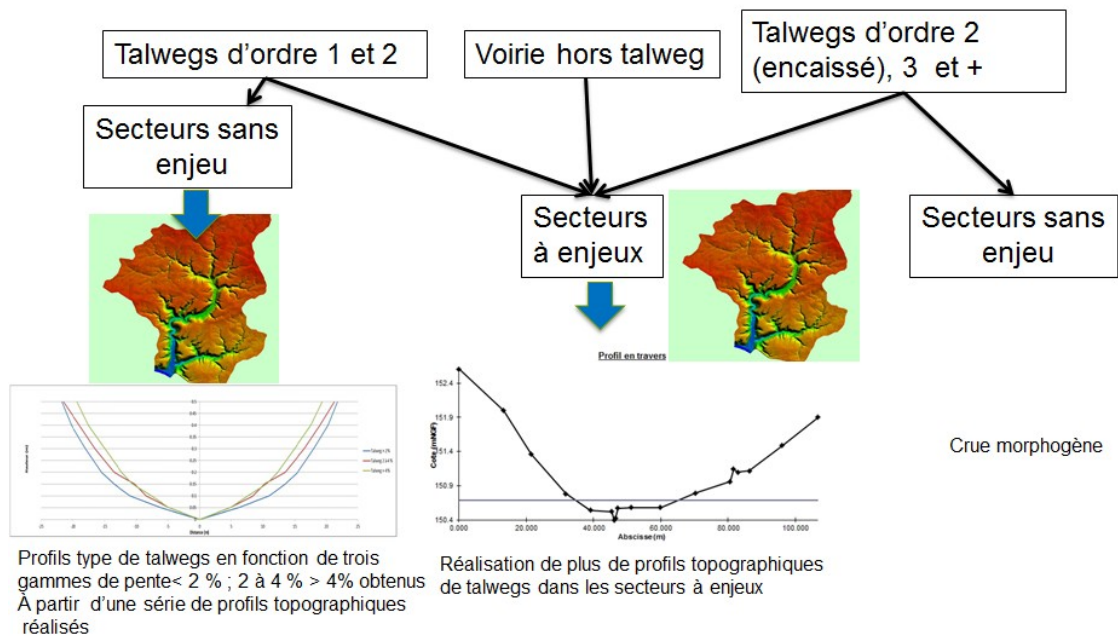 Talwegs d’ordre 1 et 2
Voirie hors talweg
Talwegs d’ordre 2
(encaissé), 3 et +
Secteurs sans
enjeu
Secteurs
à enjeux
Secteurs sans
enjeu
Profil en travers
Cote (mNGF)
152.4
151.9
151.4
150.9
150.4
0.000
20.000
40.000
60.000
80.000
100.000
Abscisse (m)
Crue morphogène
Profils type de talwegs en fonction de trois
gammes de pente< 2 % ; 2 à 4 % > 4% obtenus
À partir d’une série de profils topographiques
réalisés
Réalisation de plus de profils topographiques
de talwegs dans les secteurs à enjeux